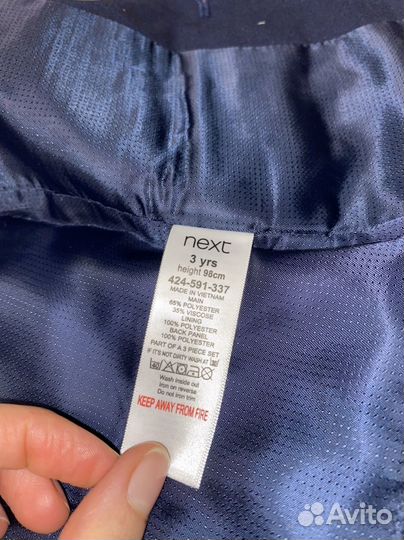 next
3 yrs
height 98cm
424-591-337
MADE IN VIETNAM
MAIN
65% POLYESTER
35% VISCOSE
LINING
100% POLYESTER
BACK PANEL
100% POLYESTER
PART OF A 3 PIECE SET
IF IT'S NOT DIRTY WASH AT
Wash inside out
Iron on reverse
Do not iron trim
KEEP AWAY FROM FIRE
Avito